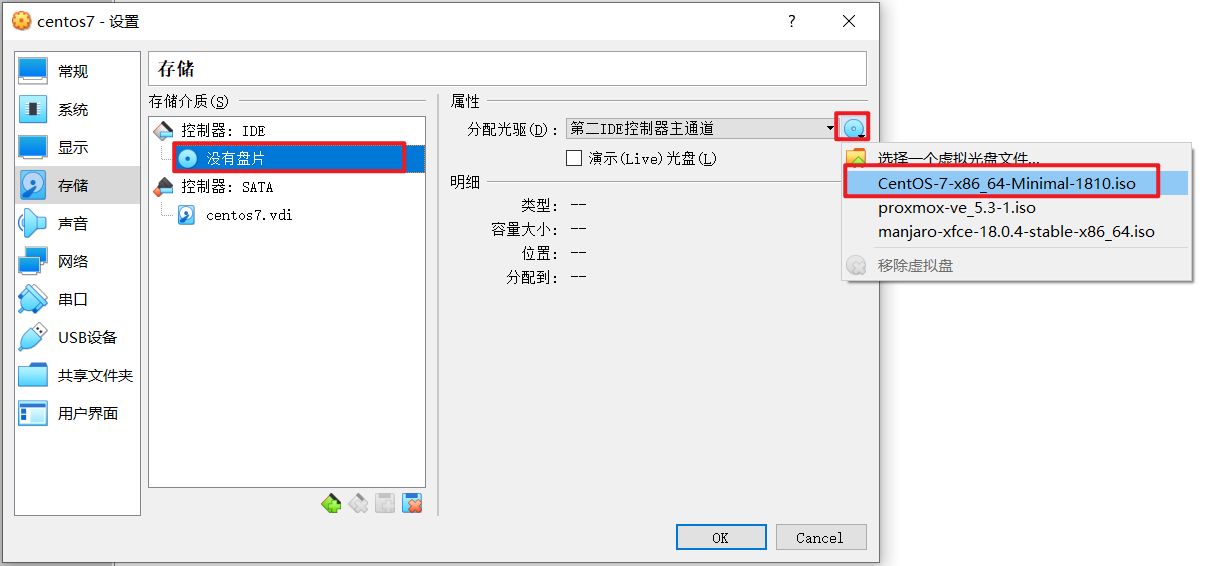 centos7 - 设置
?
常规
系统
显示
存储
声音
网络
串口
USB设备
共享文件夹
用户界面
存储
存储介质(S)
控制器: IDE
没有盘片
控制器: SATA
centos7.vdi
属性
分配光驱(D): 第二IDE控制器主通道
演示(Live)光盘(L)
明细
类型: --
容量大小: --
位置: --
分配到: --
选择一个虚拟光盘文件...
CentOS-7-x86_64-Minimal-1810.iso
proxmox-ve_5.3-1.iso
manjaro-xfce-18.0.4-stable-x86_64.iso
移除虚拟盘
OK
Cancel